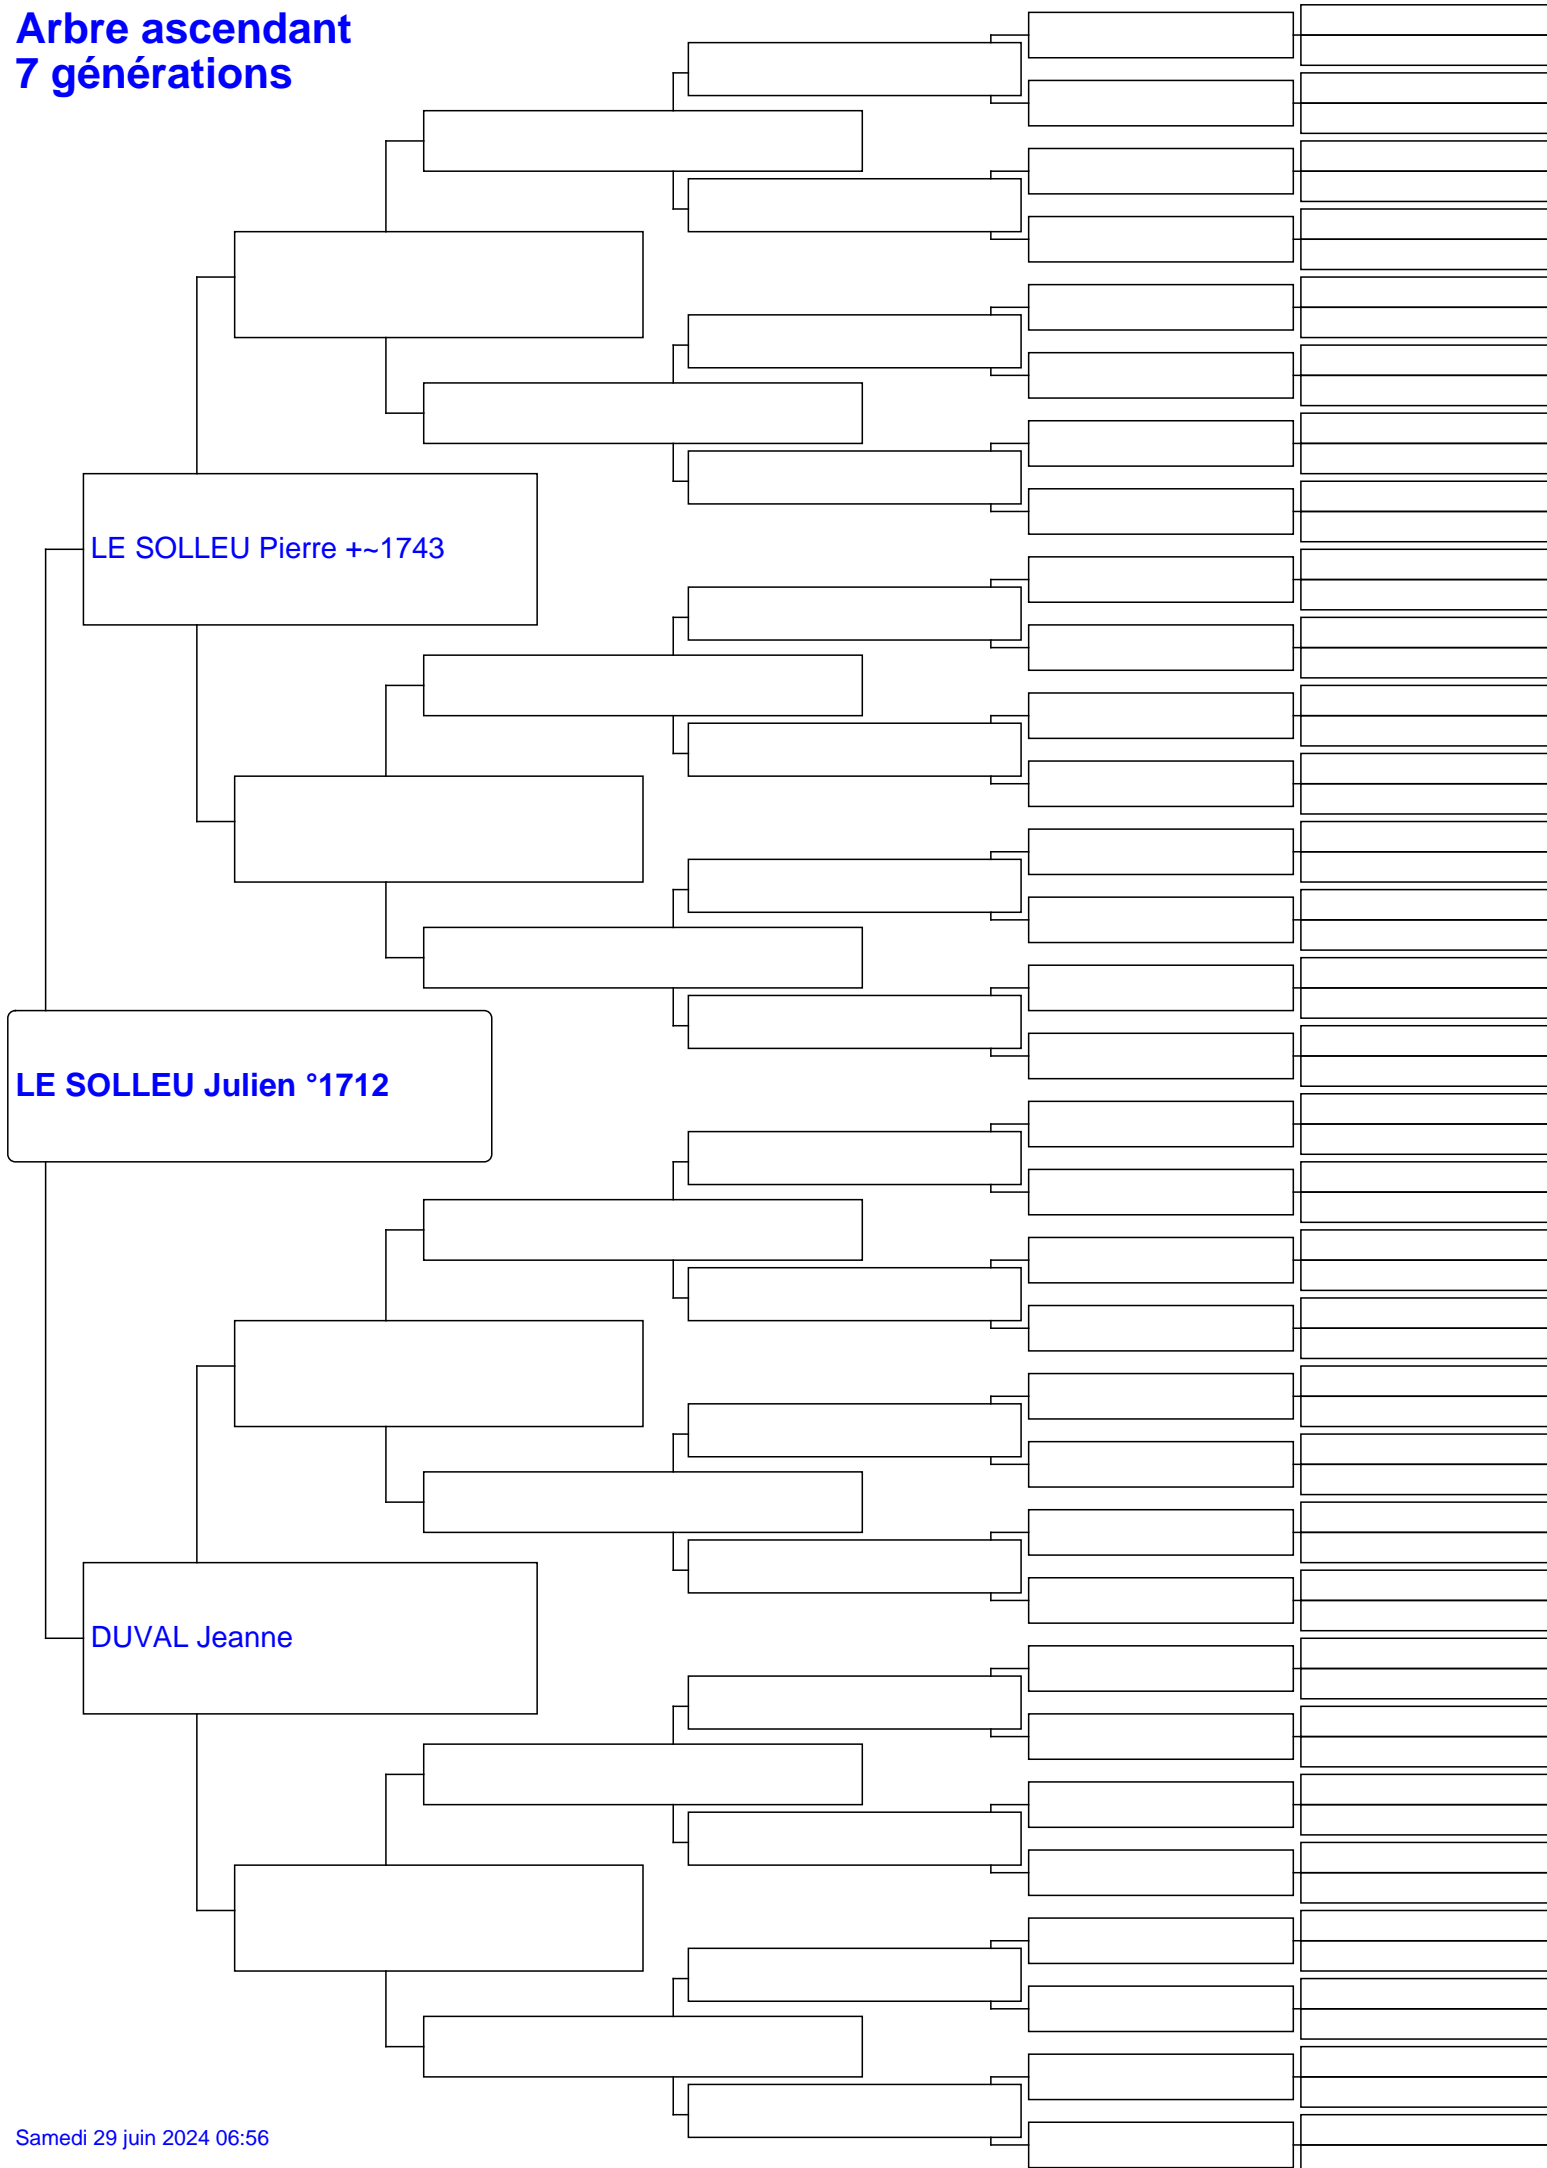 Arbre ascendant
7 générations
LE SOLLEU Pierre +~1743
LE SOLLEU Julien °1712
DUVAL Jeanne
Samedi 29 juin 2024 06:56